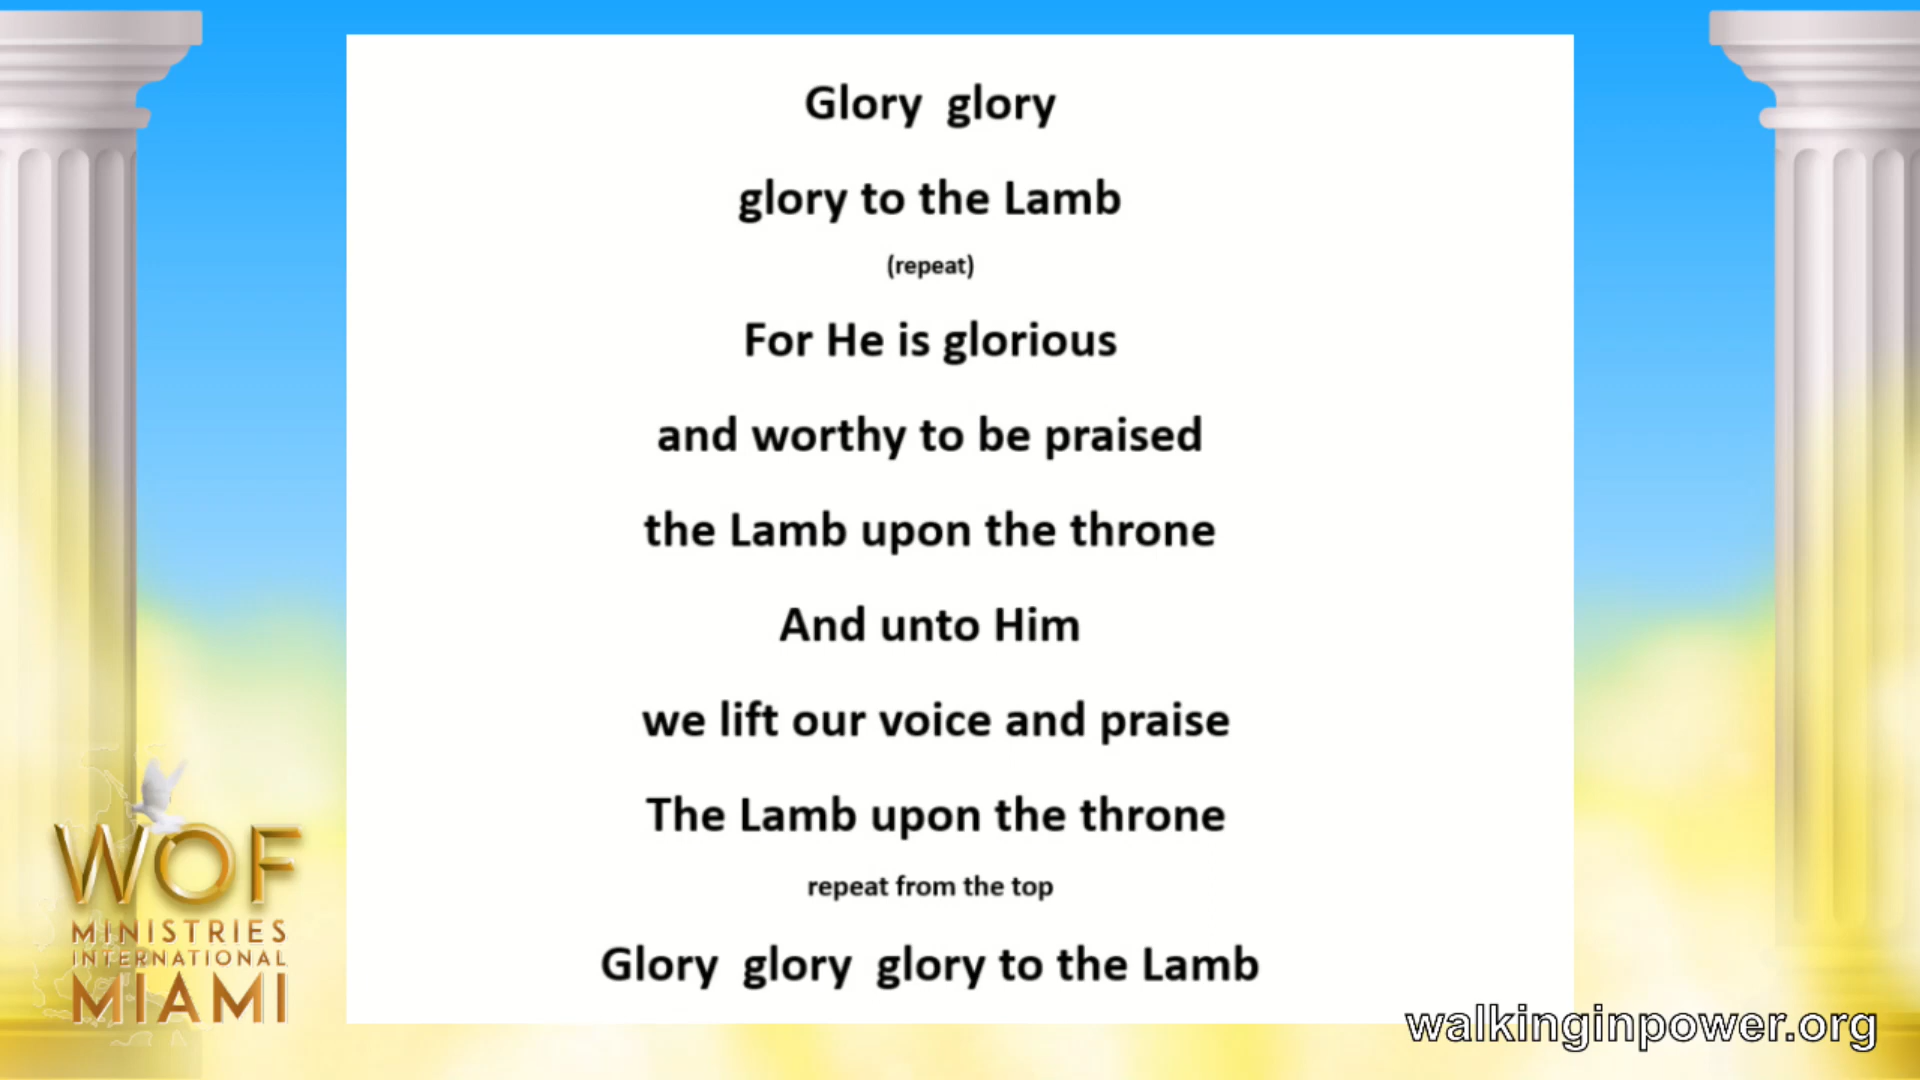 Glory glory
glory to the Lamb
(repeat)
For He is glorious
and worthy to be praised
the Lamb upon the throne
And unto Him
we lift our voice and praise
The Lamb upon the throne
repeat from the top
Glory glory glory to the Lamb
WOF
MINISTRIES
INTERNATIONAL
MIAMI
walkinginpower.org